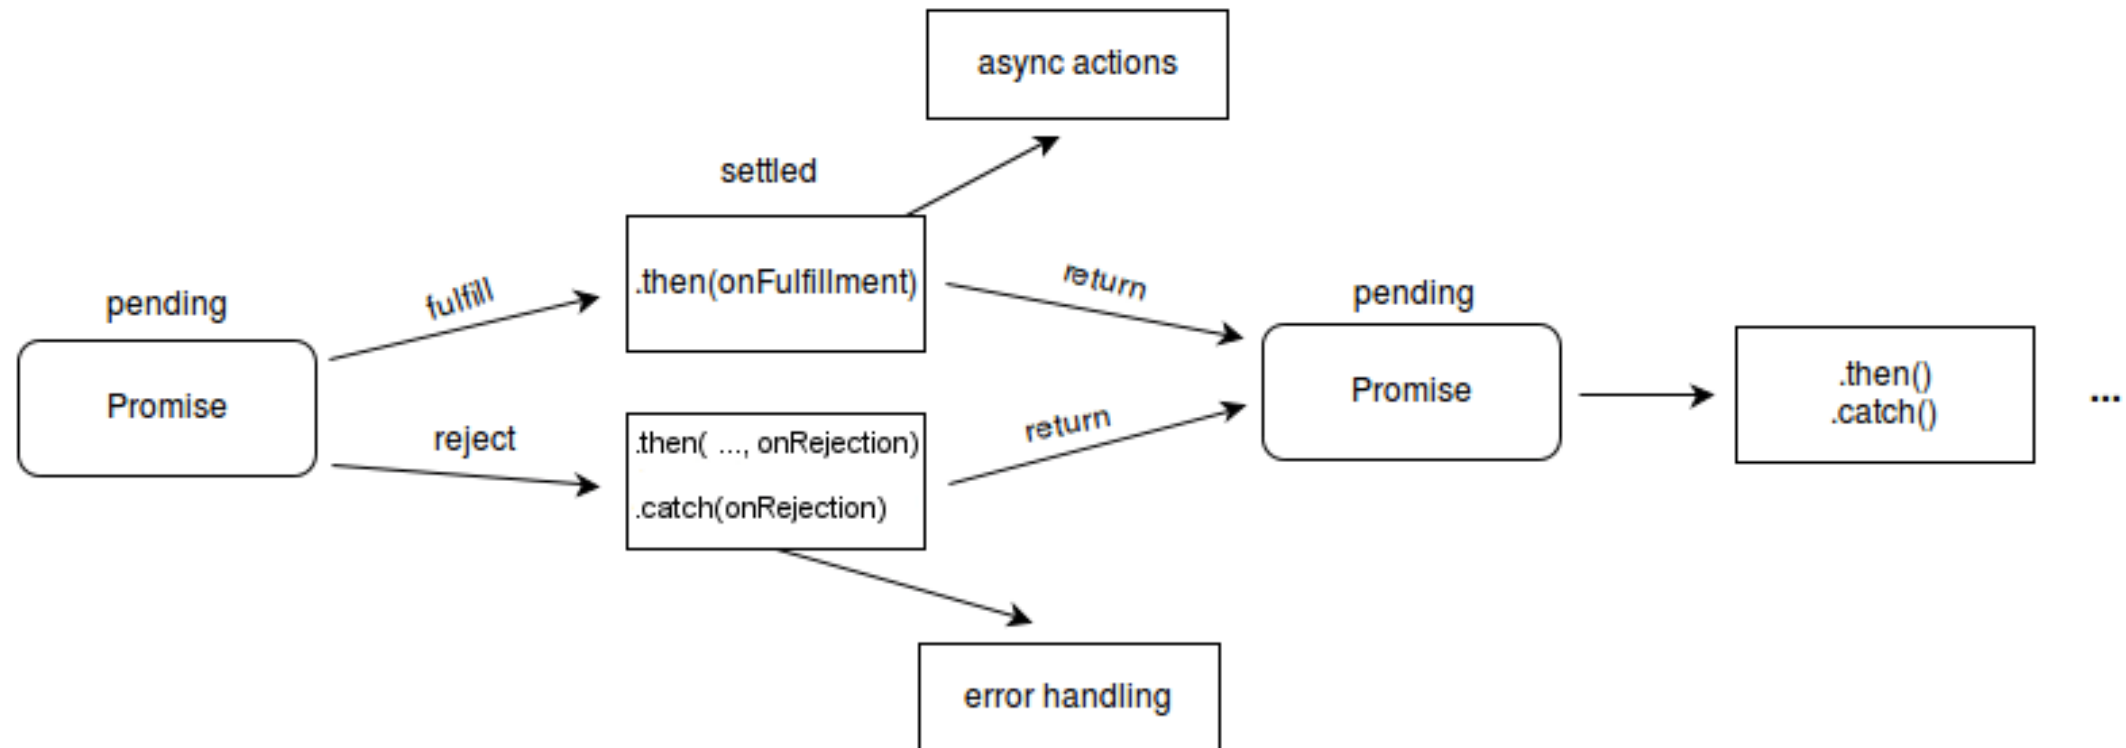 async actions
settled
.then(onFulfillment)
fulfill
return
pending
pending
Promise
Promise
.then()
.catch()
...
reject
.then( ..., onRejection)
.catch(onRejection)
return
error handling